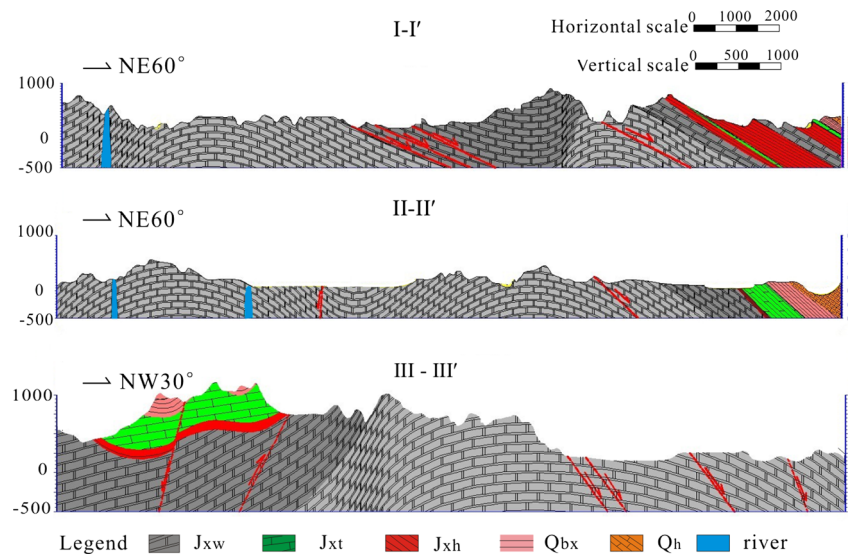 I-I′
Horizontal scale 0 1000 2000
Vertical scale 0 500 1000
NE60°
1000
0
-500
II-II′
NE60°
1000
0
-500
III - III′
NW30°
1000
0
-500
Legend Jxw Jxt Jxh Qbx Qh river